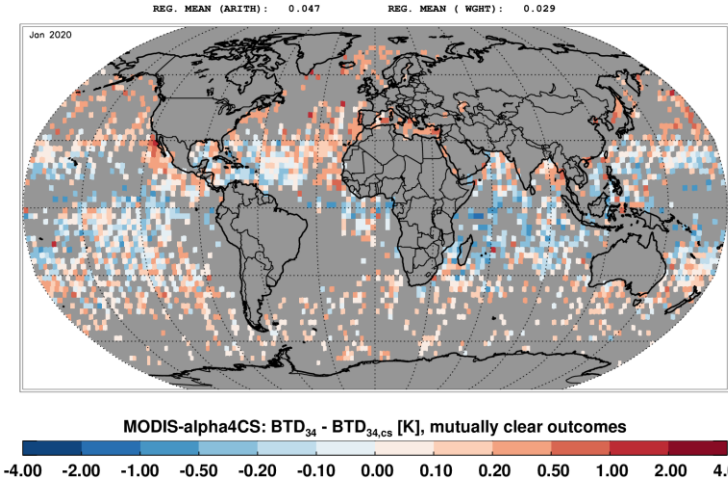 REG. MEAN (ARITH): 0.047 REG. MEAN ( WGHT): 0.029
Jan 2020
MODIS-alpha4CS: BTD34 - BTD34,cs [K], mutually clear outcomes
-4.00 -2.00 -1.00 -0.50 -0.20 -0.10 0.00 0.10 0.20 0.50 1.00 2.00 4.0